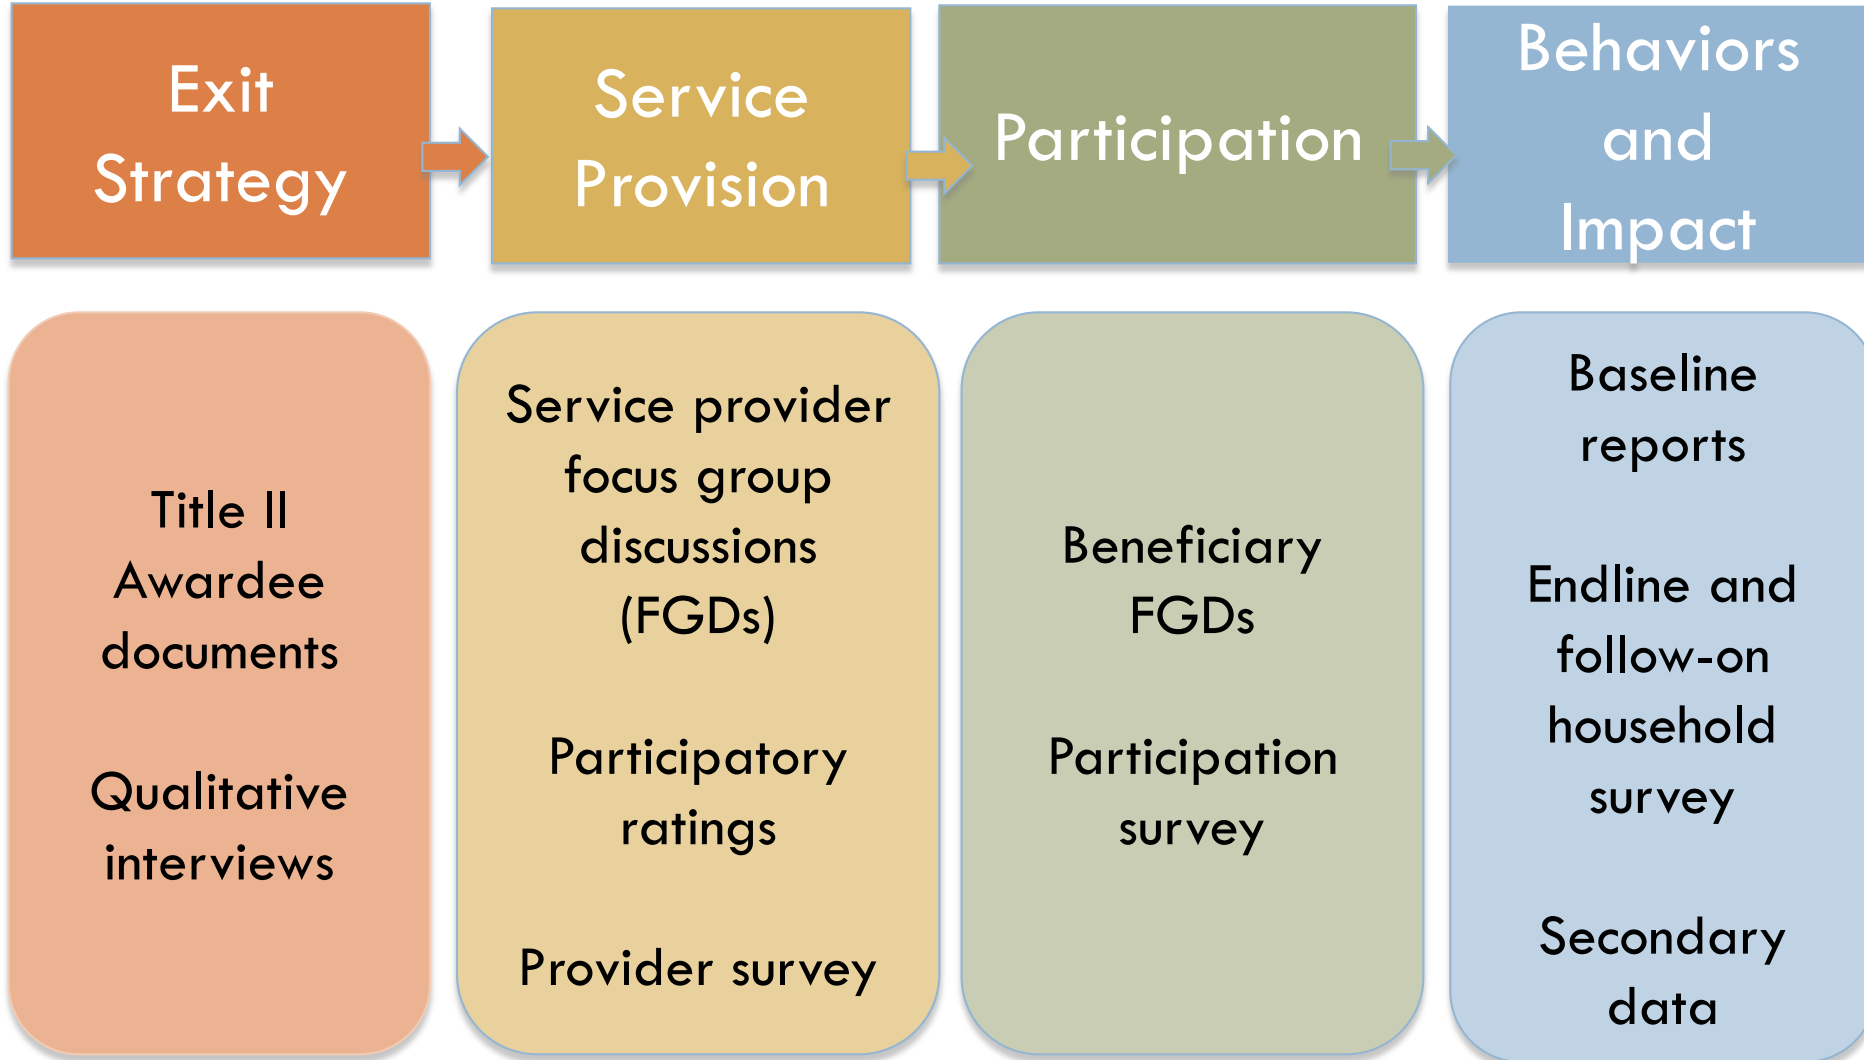 Exit
Strategy
Service
Provision
Participation
Behaviors
and
Impact
Title II
Awardee
documents
Qualitative
interviews
Service provider
focus group
discussions
(FGDs)
Participatory
ratings
Provider survey
Beneficiary
FGDs
Participation
survey
Baseline
reports
Endline and
follow-on
household
survey
Secondary
data